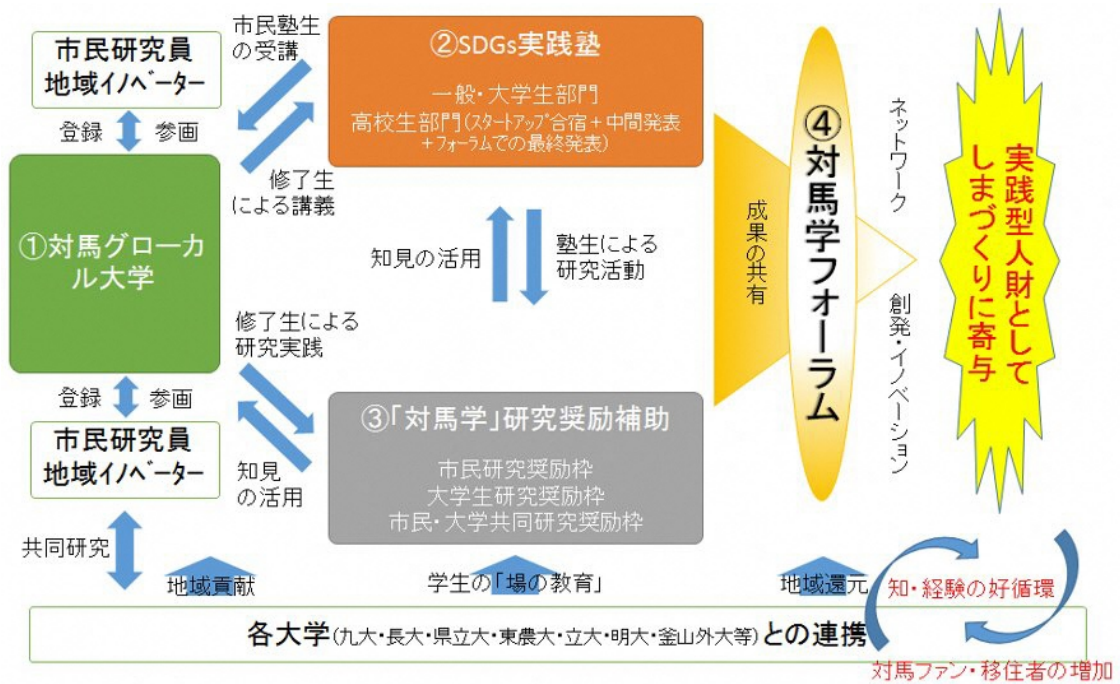 市民研究員
地域ｲﾉﾍﾞｰﾀｰ
登録
参画
①対馬グローカ
ル大学
登録
参画
市民研究員
地域ｲﾉﾍﾞｰﾀｰ
共同研究
市民塾生
の受講
修了生
による講義
修了生による
研究実践
知見
の活用
②SDGs実践塾
一般・大学生部門
高校生部門(ｽﾀｰﾄｱｯﾌﾟ合宿＋中間発表
＋ﾌｫｰﾗﾑでの最終発表)
知見の活用
塾生による
研究活動
③「対馬学」研究奨励補助
市民研究奨励枠
大学生研究奨励枠
市民・大学共同研究奨励枠
成果の共有
④対馬学フォーラム
ネットワーク
創発・イノベーション
実践型人財として
しまづくりに寄与
地域貢献
学生の「場の教育」
地域還元
知・経験の好循環
各大学(九大・長大・県立大・東農大・立大・明大・釜山外大等)との連携
対馬ファン・移住者の増加